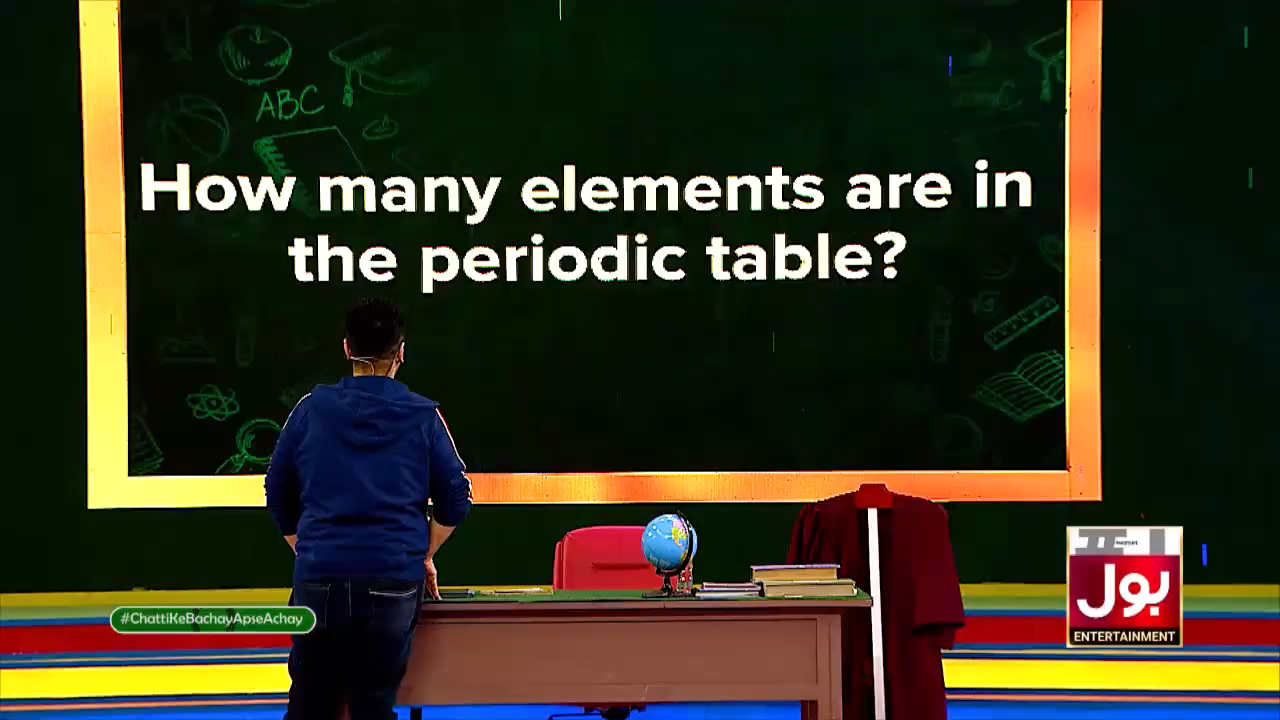 ABC
How many elements are in
the periodic table?
#ChattiKeBachayApseAchay
بول
ENTERTAINMENT